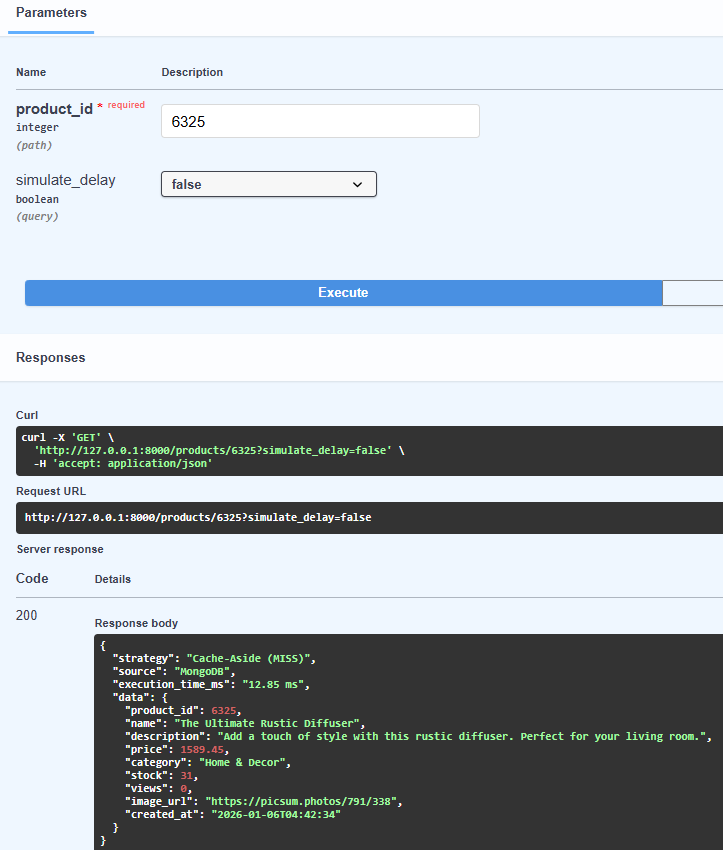 Parameters
Name Description
product_id * required
integer
(path)
6325
simulate_delay
boolean
(query)
false
Execute
Responses
Curl
curl -X 'GET' \
  'http://127.0.0.1:8000/products/6325?simulate_delay=false' \
  -H 'accept: application/json'
Request URL
http://127.0.0.1:8000/products/6325?simulate_delay=false
Server response
Code Details
200
Response body
{
  "strategy": "Cache-Aside (MISS)",
  "source": "MongoDB",
  "execution_time_ms": "12.85 ms",
  "data": {
    "product_id": 6325,
    "name": "The Ultimate Rustic Diffuser",
    "description": "Add a touch of style with this rustic diffuser. Perfect for your living room.",
    "price": 1589.45,
    "category": "Home & Decor",
    "stock": 31,
    "views": 0,
    "image_url": "https://picsum.photos/791/338",
    "created_at": "2026-01-06T04:42:34"
  }
}